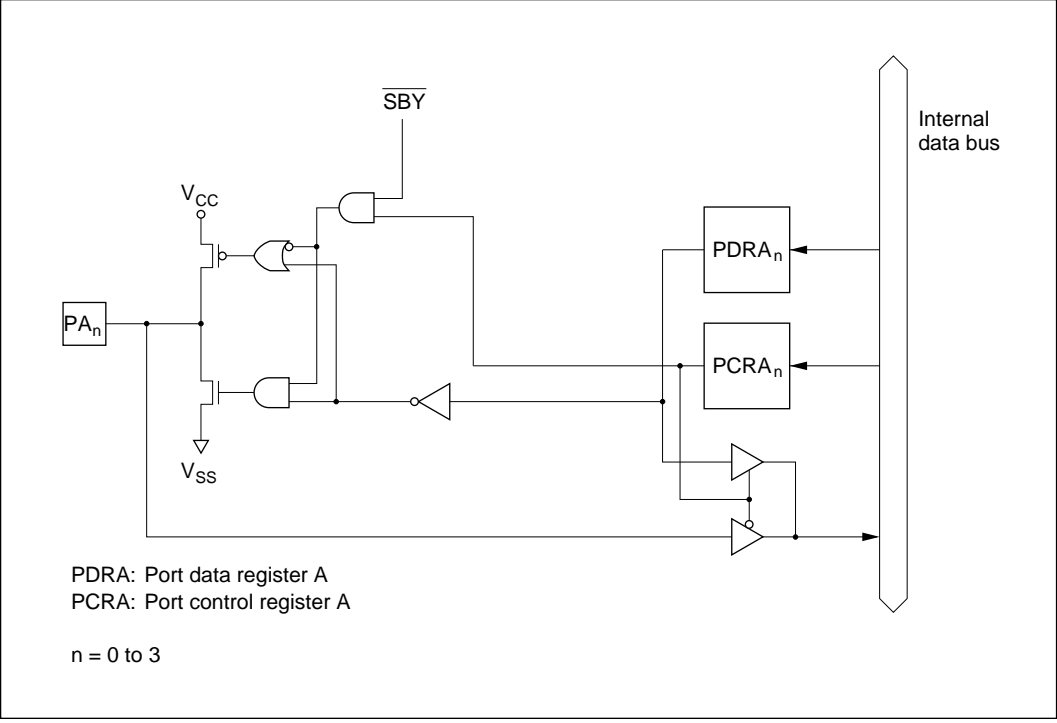 SBY
Internal
data bus
VCC
PDRAn
PAn
PCRAn
VSS
PDRA: Port data register A
PCRA: Port control register A
n = 0 to 3